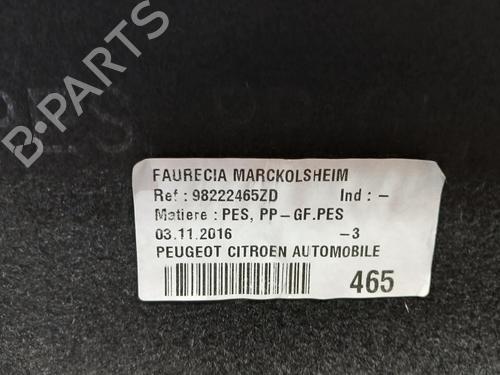 B-PARTS
FAURECIA MARCKOLSHEIM
Ref : 98222465ZD Ind : -
Matiere : PES, PP-GF.PES
03.11.2016 -3
PEUGEOT CITROEN AUTOMOBILE
465